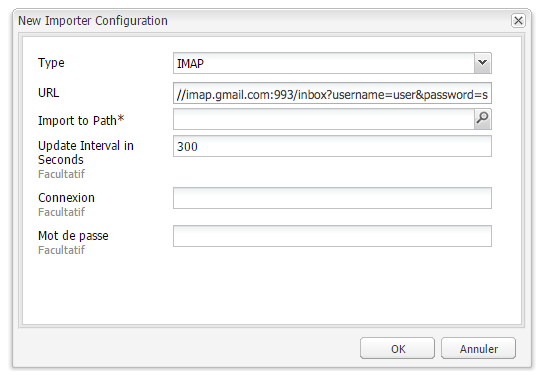 New Importer Configuration
Type
IMAP
URL
//imap.gmail.com:993/inbox?username=user&password=s
Import to Path*
Update Interval in
Seconds
300
Facultatif
Connexion
Facultatif
Mot de passe
Facultatif
OK
Annuler